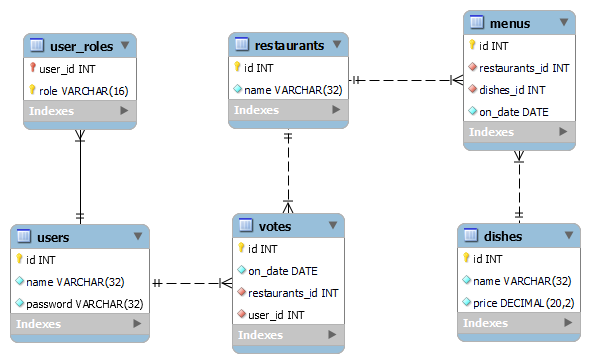 user_roles
user_id INT
role VARCHAR(16)
Indexes
restaurants
id INT
name VARCHAR(32)
Indexes
menus
id INT
restaurants_id INT
dishes_id INT
on_date DATE
Indexes
users
id INT
name VARCHAR(32)
password VARCHAR(32)
Indexes
votes
id INT
on_date DATE
restaurants_id INT
user_id INT
Indexes
dishes
id INT
name VARCHAR(32)
price DECIMAL(20,2)
Indexes